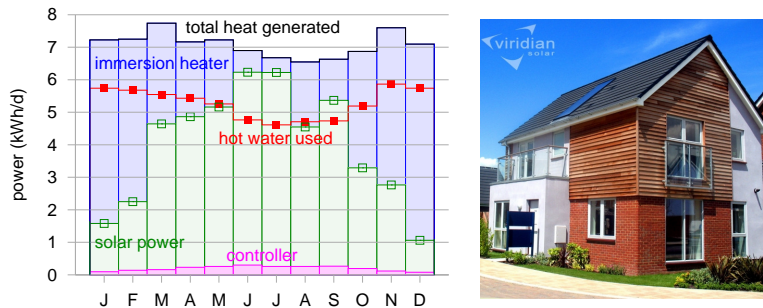 8
7
6
5
4
3
2
1
0
power (kWh/d)
total heat generated
immersion heater
hot water used
solar power
controller
J F M A M J J A S O N D
viridian
solar